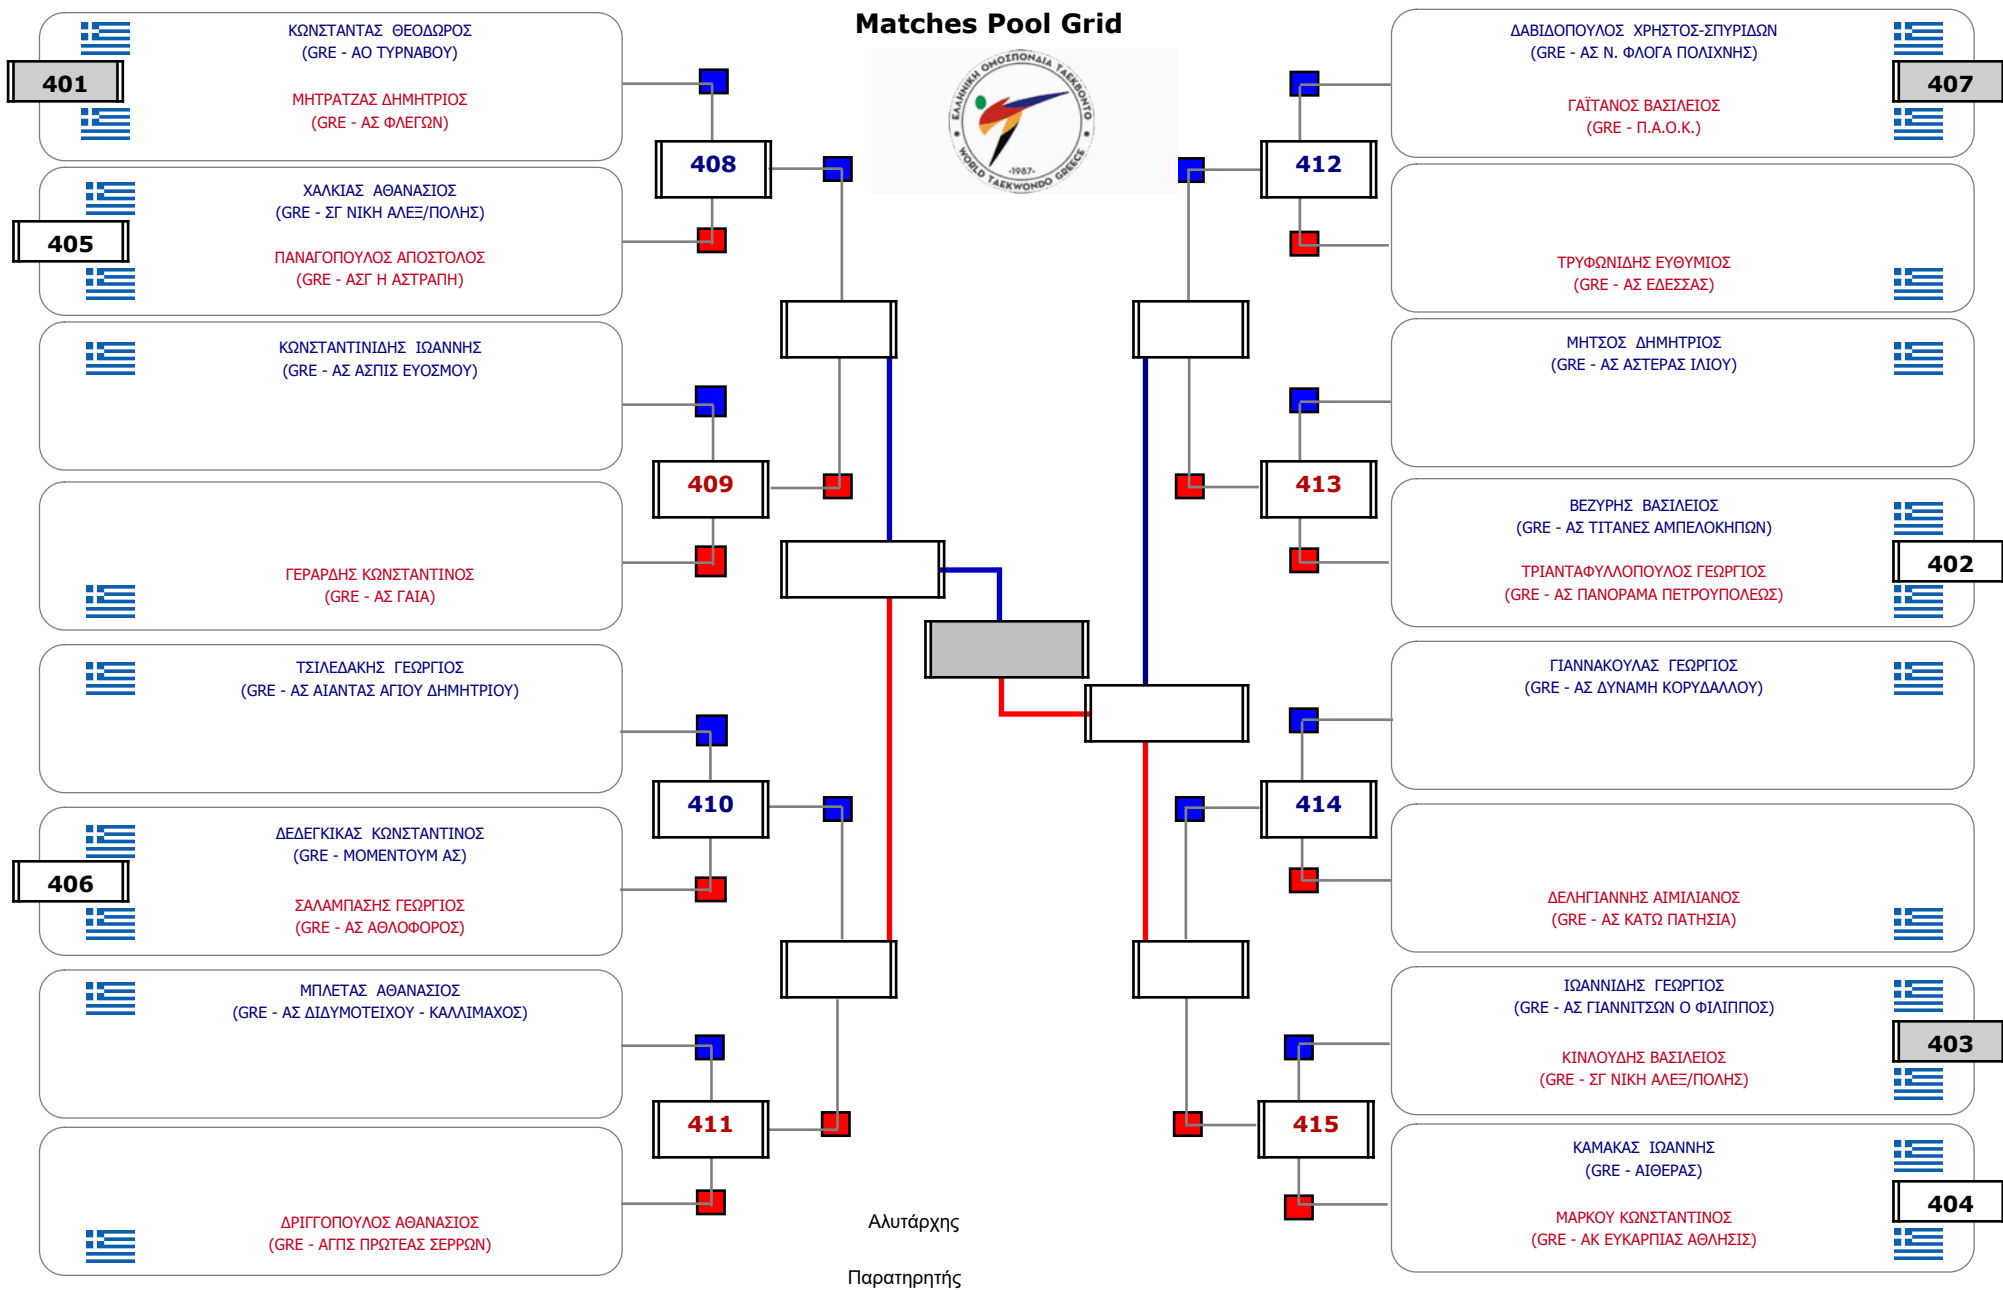 Matches Pool Grid
ΕΛΛΗΝΙΚΗ ΟΜΟΣΠΟΝΔΙΑ ΤΑΕΚΒΟΝΤΟ
-1987-
WORLD TAEKWONDO GREECE
ΚΩΝΣΤΑΝΤΑΣ ΘΕΟΔΩΡΟΣ
(GRE - ΑΟ ΤΥΡΝΑΒΟΥ)
401
ΜΗΤΡΑΤΖΑΣ ΔΗΜΗΤΡΙΟΣ
(GRE - ΑΣ ΦΛΕΓΩΝ)
408
ΧΑΛΚΙΑΣ ΑΘΑΝΑΣΙΟΣ
(GRE - ΣΓ ΝΙΚΗ ΑΛΕΞ/ΠΟΛΗΣ)
405
ΠΑΝΑΓΟΠΟΥΛΟΣ ΑΠΟΣΤΟΛΟΣ
(GRE - ΑΣΓ Η ΑΣΤΡΑΠΗ)
ΚΩΝΣΤΑΝΤΙΝΙΔΗΣ ΙΩΑΝΝΗΣ
(GRE - ΑΣ ΑΣΠΙΣ ΕΥΟΣΜΟΥ)
409
ΓΕΡΑΡΔΗΣ ΚΩΝΣΤΑΝΤΙΝΟΣ
(GRE - ΑΣ ΓΑΙΑ)
ΤΣΙΛΕΔΑΚΗΣ ΓΕΩΡΓΙΟΣ
(GRE - ΑΣ ΑΙΑΝΤΑΣ ΑΓΙΟΥ ΔΗΜΗΤΡΙΟΥ)
410
ΔΕΔΕΓΚΙΚΑΣ ΚΩΝΣΤΑΝΤΙΝΟΣ
(GRE - ΜΟΜΕΝΤΟΥΜ ΑΣ)
406
ΣΑΛΑΜΠΑΣΗΣ ΓΕΩΡΓΙΟΣ
(GRE - ΑΣ ΑΘΛΟΦΟΡΟΣ)
ΜΠΛΕΤΑΣ ΑΘΑΝΑΣΙΟΣ
(GRE - ΑΣ ΔΙΔΥΜΟΤΕΙΧΟΥ - ΚΑΛΛΙΜΑΧΟΣ)
411
ΔΡΙΓΓΟΠΟΥΛΟΣ ΑΘΑΝΑΣΙΟΣ
(GRE - ΑΓΠΣ ΠΡΩΤΕΑΣ ΣΕΡΡΩΝ)
ΔΑΒΙΔΟΠΟΥΛΟΣ ΧΡΗΣΤΟΣ-ΣΠΥΡΙΔΩΝ
(GRE - ΑΣ Ν. ΦΛΟΓΑ ΠΟΛΙΧΝΗΣ)
407
ΓΑΪΤΑΝΟΣ ΒΑΣΙΛΕΙΟΣ
(GRE - Π.Α.Ο.Κ.)
412
ΤΡΥΦΩΝΙΔΗΣ ΕΥΘΥΜΙΟΣ
(GRE - ΑΣ ΕΔΕΣΣΑΣ)
ΜΗΤΣΟΣ ΔΗΜΗΤΡΙΟΣ
(GRE - ΑΣ ΑΣΤΕΡΑΣ ΙΛΙΟΥ)
413
ΒΕΖΥΡΗΣ ΒΑΣΙΛΕΙΟΣ
(GRE - ΑΣ ΤΙΤΑΝΕΣ ΑΜΠΕΛΟΚΗΠΩΝ)
402
ΤΡΙΑΝΤΑΦΥΛΛΟΠΟΥΛΟΣ ΓΕΩΡΓΙΟΣ
(GRE - ΑΣ ΠΑΝΟΡΑΜΑ ΠΕΤΡΟΥΠΟΛΕΩΣ)
ΓΙΑΝΝΑΚΟΥΛΑΣ ΓΕΩΡΓΙΟΣ
(GRE - ΑΣ ΔΥΝΑΜΗ ΚΟΡΥΔΑΛΛΟΥ)
414
ΔΕΛΗΓΙΑΝΝΗΣ ΑΙΜΙΛΙΑΝΟΣ
(GRE - ΑΣ ΚΑΤΩ ΠΑΤΗΣΙΑ)
ΙΩΑΝΝΙΔΗΣ ΓΕΩΡΓΙΟΣ
(GRE - ΑΣ ΓΙΑΝΝΙΤΣΩΝ Ο ΦΙΛΙΠΠΟΣ)
403
ΚΙΝΛΟΥΔΗΣ ΒΑΣΙΛΕΙΟΣ
(GRE - ΣΓ ΝΙΚΗ ΑΛΕΞ/ΠΟΛΗΣ)
415
ΚΑΜΑΚΑΣ ΙΩΑΝΝΗΣ
(GRE - ΑΙΘΕΡΑΣ)
404
ΜΑΡΚΟΥ ΚΩΝΣΤΑΝΤΙΝΟΣ
(GRE - ΑΚ ΕΥΚΑΡΠΙΑΣ ΑΘΛΗΣΙΣ)
Αλυτάρχης
Παρατηρητής